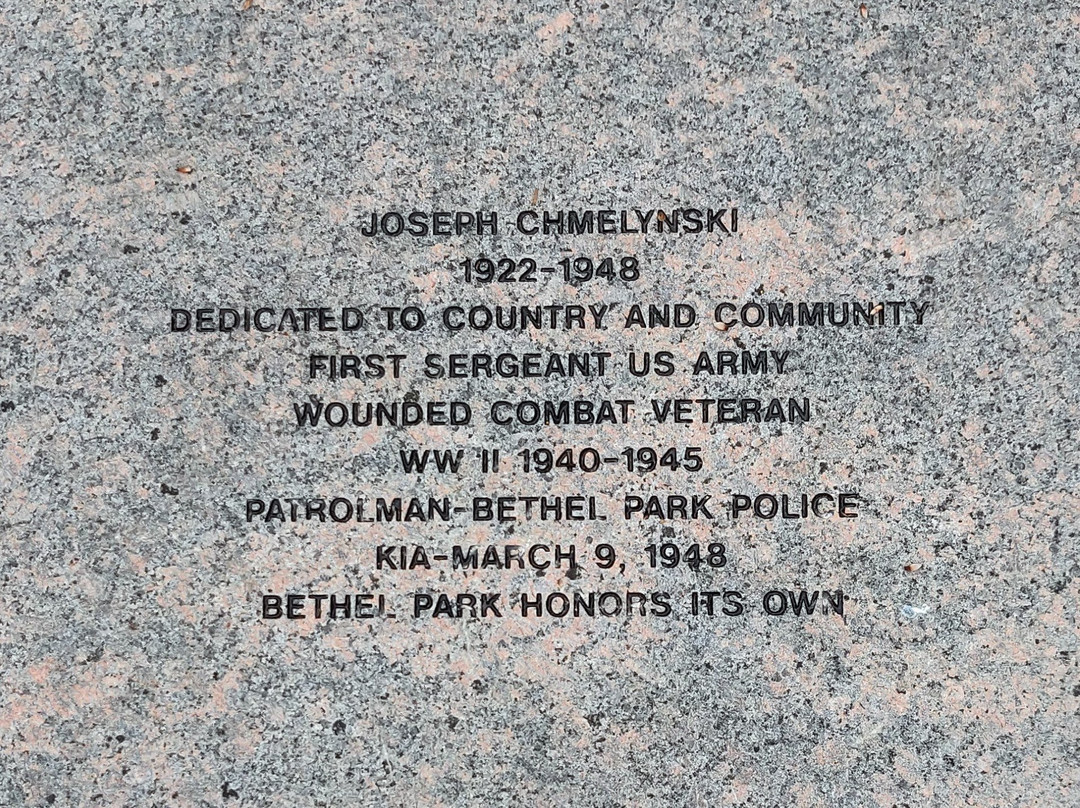 JOSEPH CHMELYNSKI
1922-1948
DEDICATED TO COUNTRY AND COMMUNITY
FIRST SERGEANT US ARMY
WOUNDED COMBAT VETERAN
WW II 1940-1945
PATROLMAN-BETHEL PARK POLICE
KIA-MARCH 9, 1948
BETHEL PARK HONORS ITS OWN